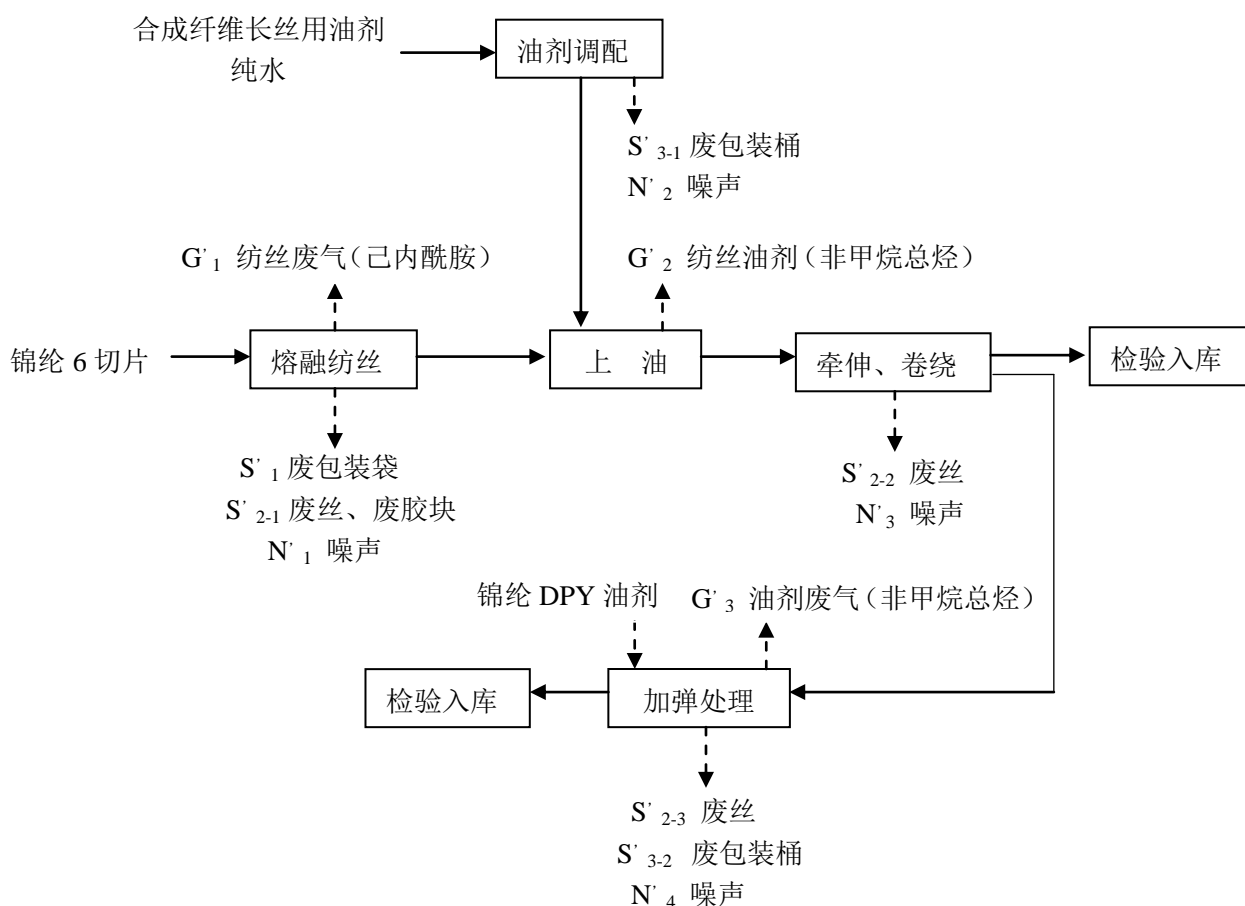 合成纤维长丝用油剂
纯水
油剂调配
S’3-1 废包装桶
N’2 噪声
G’1 纺丝废气（己内酰胺）
G’2 纺丝油剂（非甲烷总烃）
锦纶 6 切片
熔融纺丝
上 油
牵伸、卷绕
检验入库
S’1 废包装袋
S’2-1 废丝、废胶块
N’1 噪声
S’2-2 废丝
N’3 噪声
锦纶 DPY 油剂
G’3 油剂废气（非甲烷总烃）
检验入库
加弹处理
S’2-3 废丝
S’3-2 废包装桶
N’4 噪声